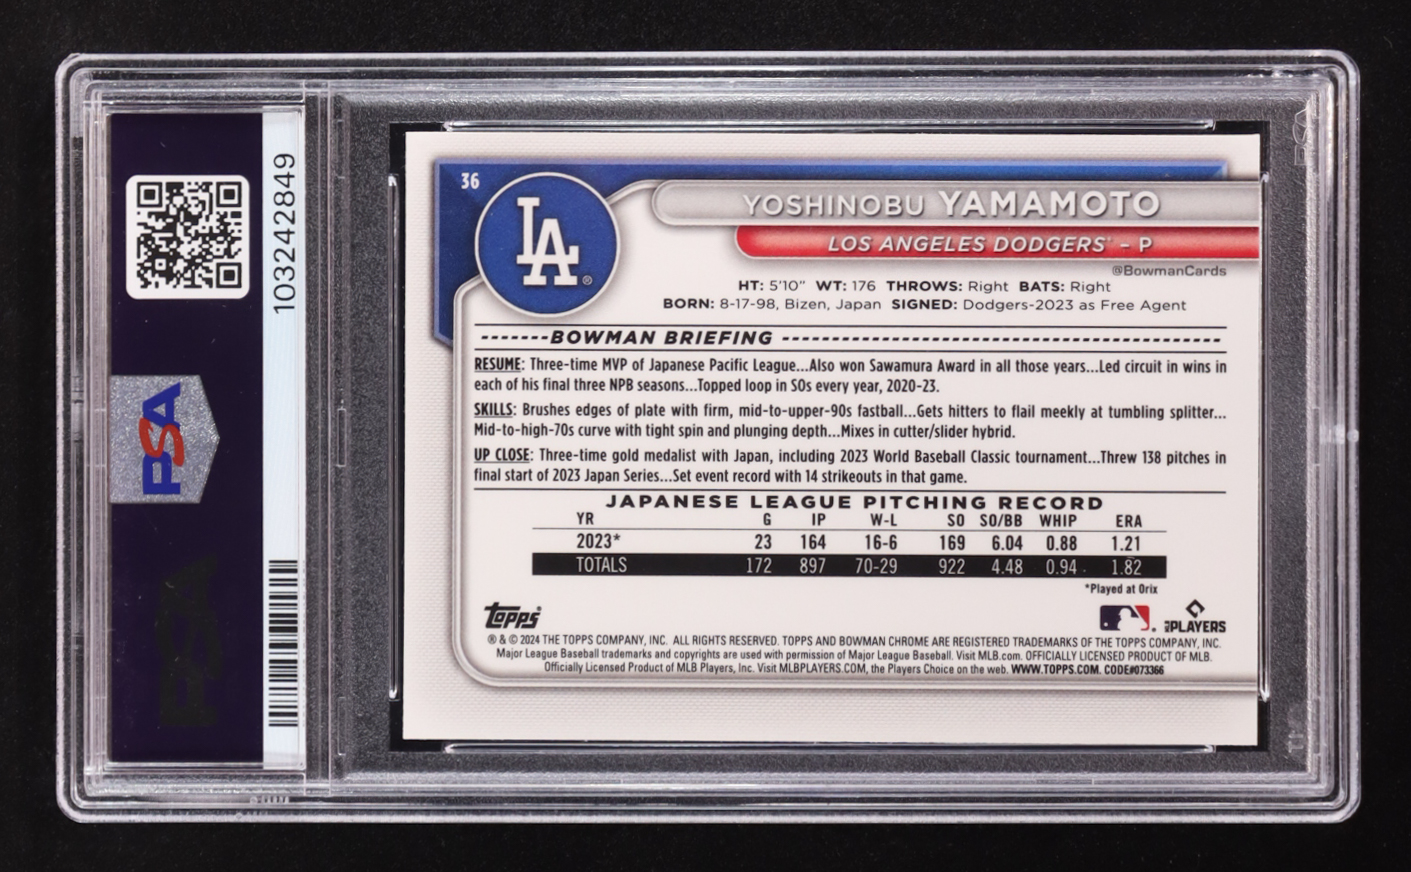 103242849
PSA
36
LA
YOSHINOBU YAMAMOTO
LOS ANGELES DODGERS® – P
@BowmanCards
HT: 5'10" WT: 176 THROWS: Right BATS: Right
BORN: 8-17-98, Bizen, Japan SIGNED: Dodgers-2023 as Free Agent
BOWMAN BRIEFING
RESUME: Three-time MVP of Japanese Pacific League...Also won Sawamura Award in all those years...Led circuit in wins in
each of his final three NPB seasons...Topped loop in SOs every year, 2020-23.
SKILLS: Brushes edges of plate with firm, mid-to-upper-90s fastball...Gets hitters to flail meekly at tumbling splitter...
Mid-to-high-70s curve with tight spin and plunging depth...Mixes in cutter/slider hybrid.
UP CLOSE: Three-time gold medalist with Japan, including 2023 World Baseball Classic tournament...Threw 138 pitches in
final start of 2023 Japan Series...Set event record with 14 strikeouts in that game.
JAPANESE LEAGUE PITCHING RECORD
YR G IP W-L SO SO/BB WHIP ERA
2023* 23 164 16-6 169 6.04 0.88 1.21
TOTALS 172 897 70-29 922 4.48 0.94 1.82
*Played at Orix
topps®
MLB PLAYERS
® & © 2024 THE TOPPS COMPANY, INC. ALL RIGHTS RESERVED. TOPPS AND BOWMAN CHROME ARE REGISTERED TRADEMARKS OF THE TOPPS COMPANY, INC.
Major League Baseball trademarks and copyrights are used with permission of Major League Baseball. Visit MLB.com. OFFICIALLY LICENSED PRODUCT OF MLB.
Officially Licensed Product of MLB Players, Inc. Visit MLBPLAYERS.COM, the Players Choice on the web. WWW.TOPPS.COM. CODE#073366
PSA
PSA